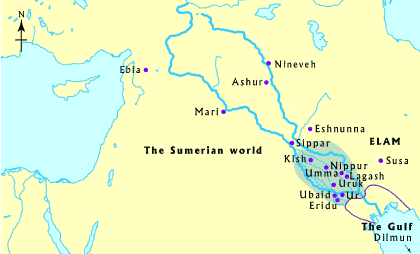 N
Nineveh
Ebla
Ashur
Mari
Eshnunna
Sippar
ELAM
The Sumerian world
Kish
Nippur
Susa
Umma
Lagash
Uruk
Ubaid
Ur
Eridu
The Gulf
Dilmun